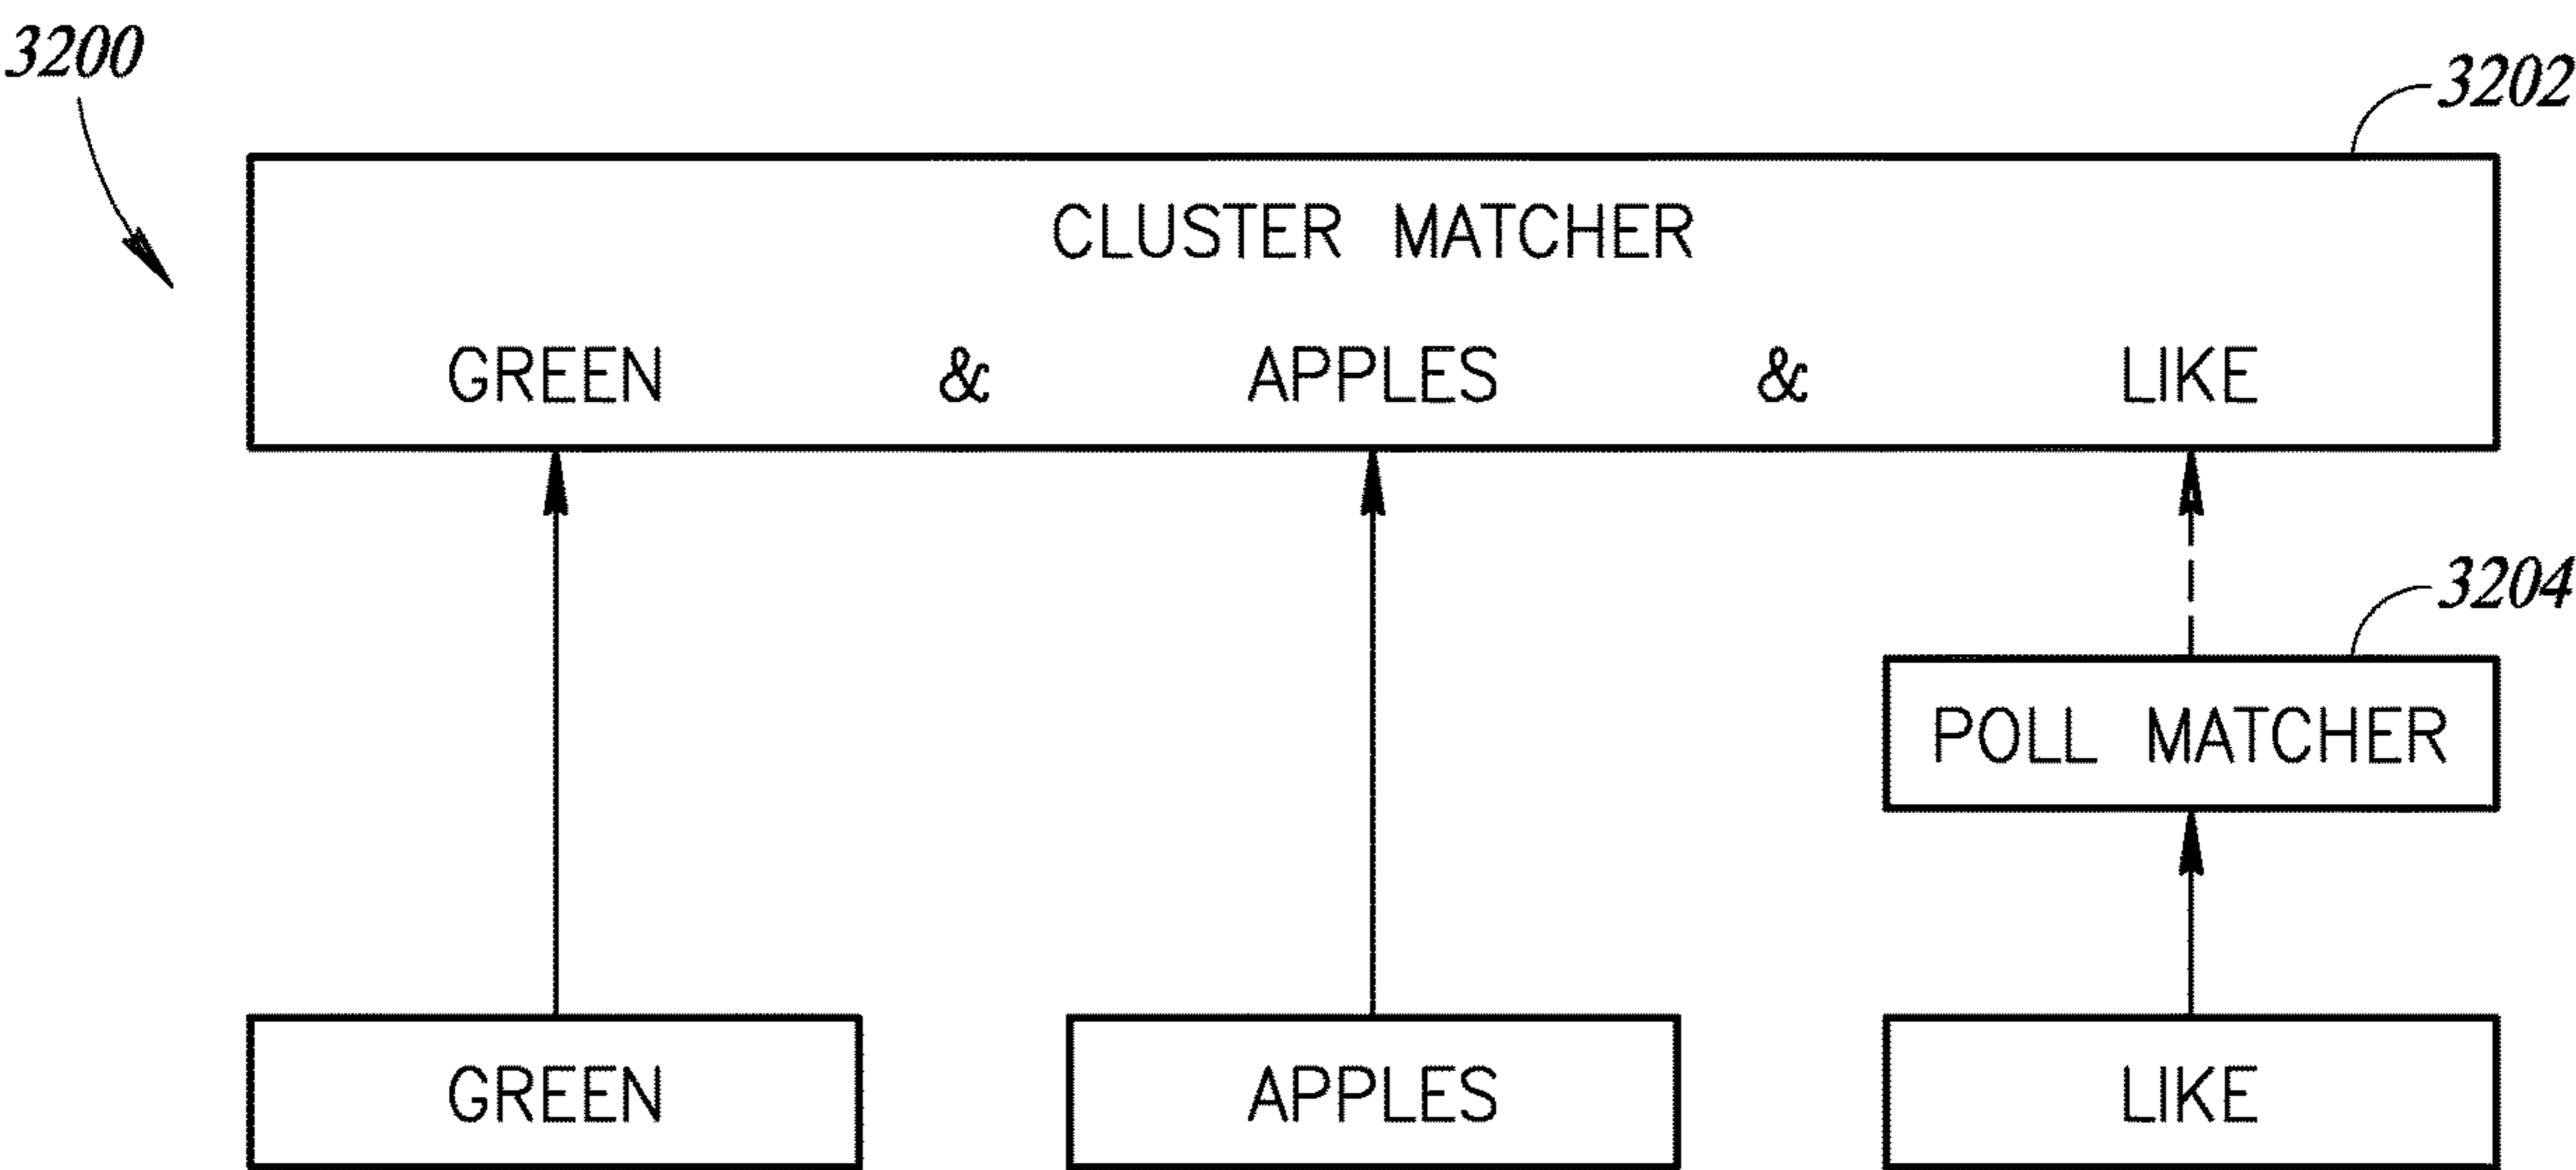 3200
3202
CLUSTER MATCHER
GREEN & APPLES & LIKE
3204
POLL MATCHER
GREEN APPLES LIKE